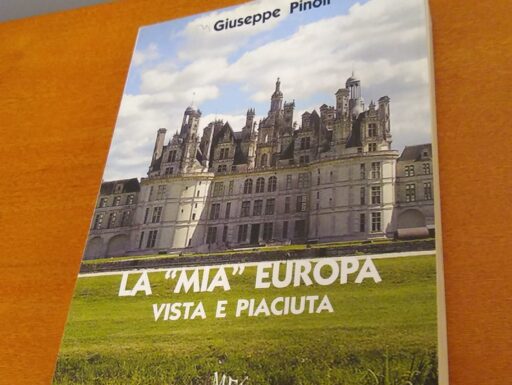 Giuseppe Pinoli
LA "MIA" EUROPA
VISTA E PIACIUTA